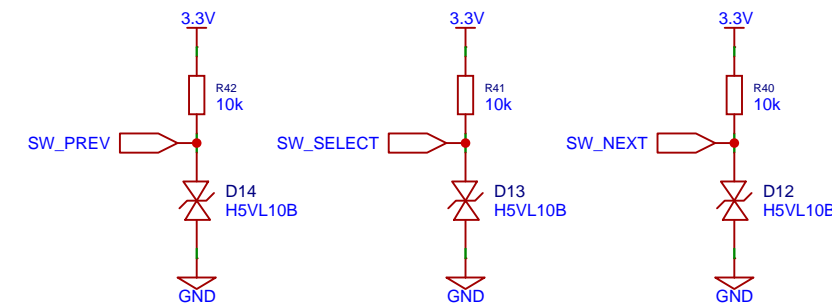 3.3V
3.3V
3.3V
R42
10k
R41
10k
R40
10k
SW_PREV
SW_SELECT
SW_NEXT
D14
H5VL10B
D13
H5VL10B
D12
H5VL10B
GND
GND
GND